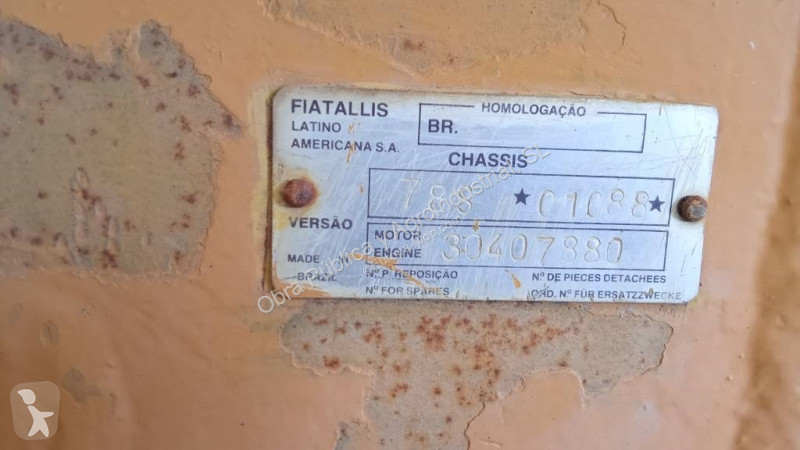 FIATALLIS
LATINO
AMERICANA S.A.
HOMOLOGAÇÃO
BR.
CHASSIS
★ 01088 ★
VERSÃO
MOTOR
ENGINE 30407880
MADE IN
BRAZIL
Nº P/ REPOSIÇÃO
Nº FOR SPARES
Nº DE PIECES DETACHEES
ORD. Nº FÜR ERSATZZWECKE